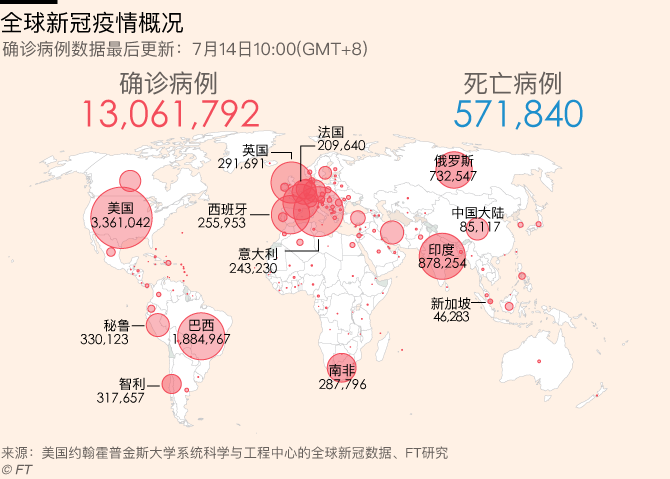 全球新冠疫情概况
确诊病例数据最后更新：7月14日10:00(GMT+8)
确诊病例
13,061,792
死亡病例
571,840
法国
209,640
英国
291,691
俄罗斯
732,547
美国
3,361,042
西班牙
255,953
中国大陆
85,117
意大利
243,230
印度
878,254
新加坡
46,283
秘鲁
330,123
巴西
1,884,967
智利
317,657
南非
287,796
来源：美国约翰霍普金斯大学系统科学与工程中心的全球新冠数据、FT研究
© FT